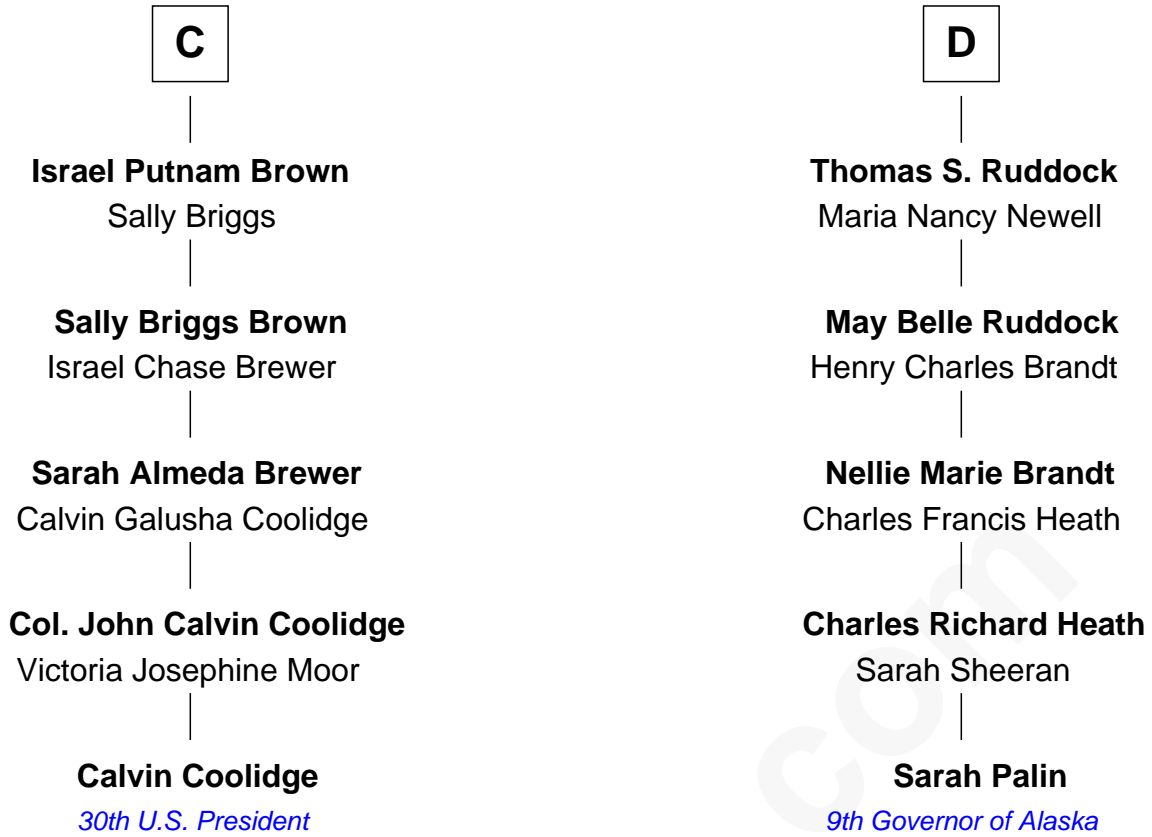 C
Israel Putnam Brown
Sally Briggs
Sally Briggs Brown
Israel Chase Brewer
Sarah Almeda Brewer
Calvin Galusha Coolidge
Col. John Calvin Coolidge
Victoria Josephine Moor
Calvin Coolidge
30th U.S. President
D
Thomas S. Ruddock
Maria Nancy Newell
May Belle Ruddock
Henry Charles Brandt
Nellie Marie Brandt
Charles Francis Heath
Charles Richard Heath
Sarah Sheeran
Sarah Palin
9th Governor of Alaska
com